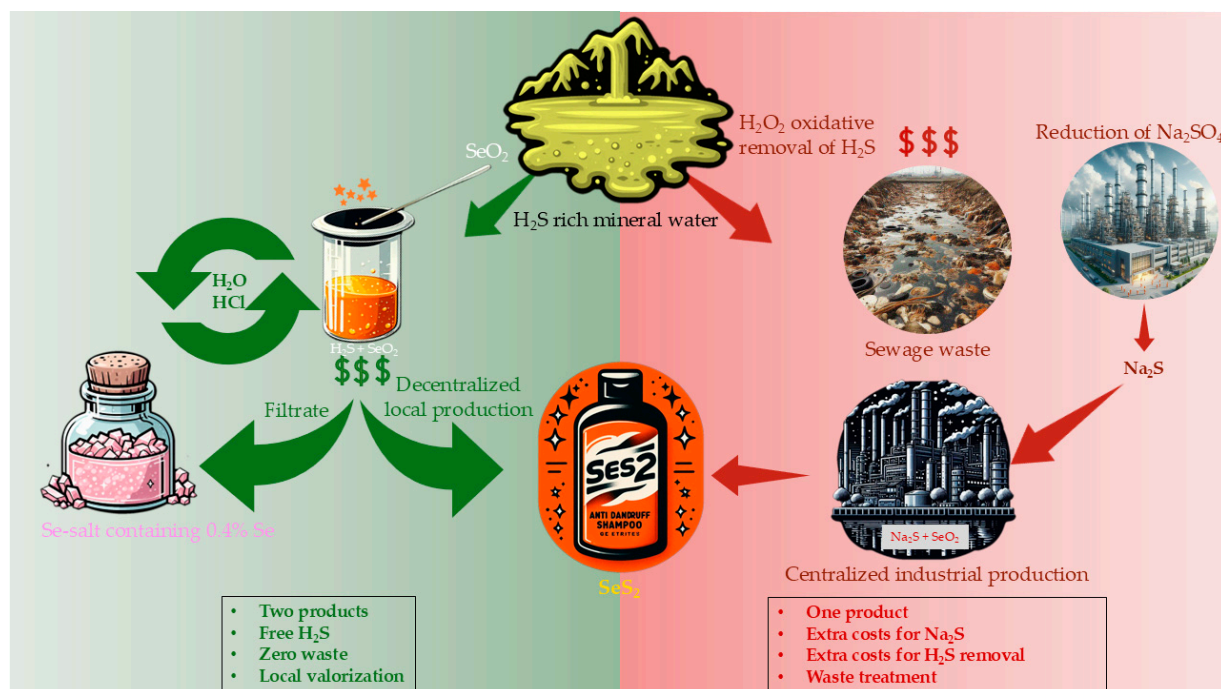 H₂O₂ oxidative
removal of H₂S
$ $ $
Reduction of Na₂SO₄
SeO₂
H₂S rich mineral water
H₂O
HCl
H₂S + SeO₂
$$$
Sewage waste
Na₂S
Decentralized
local production
Filtrate
SeS2
ANTI DANDRUFF
SHAMPOO
Na₂S + SeO₂
Se-salt containing 0.4% Se
SeS₂
Centralized industrial production
• Two products
• Free H₂S
• Zero waste
• Local valorization
• One product
• Extra costs for Na₂S
• Extra costs for H₂S removal
• Waste treatment